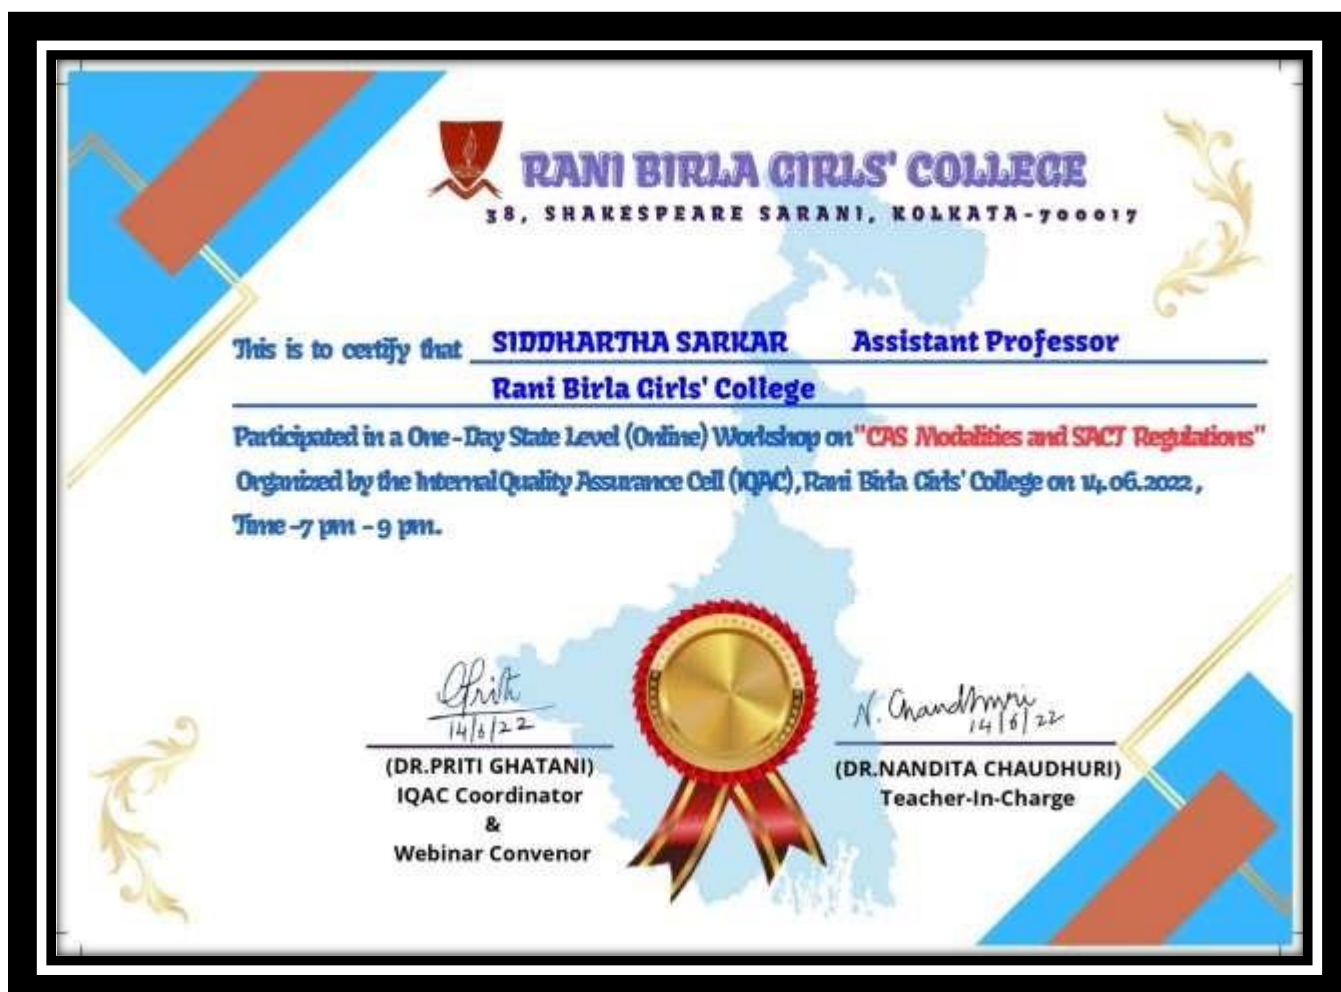 RANI BIRLA GIRLS' COLLEGE
38, SHAKESPEARE SARANI, KOLKATA-700017
This is to certify that SIDDHARTHA SARKAR Assistant Professor
Rani Birla Girls' College
Participated in a One-Day State Level (Online) Workshop on "CAS Modalities and SACT Regulations"
Organized by the Internal Quality Assurance Cell (IQAC), Rani Birla Girls' College on 14.06.2022,
Time -7 pm - 9 pm.
14/6/22
N. Chaudhuri
14/6/22
(DR.PRITI GHATANI)
IQAC Coordinator
&
Webinar Convenor
(DR.NANDITA CHAUDHURI)
Teacher-In-Charge